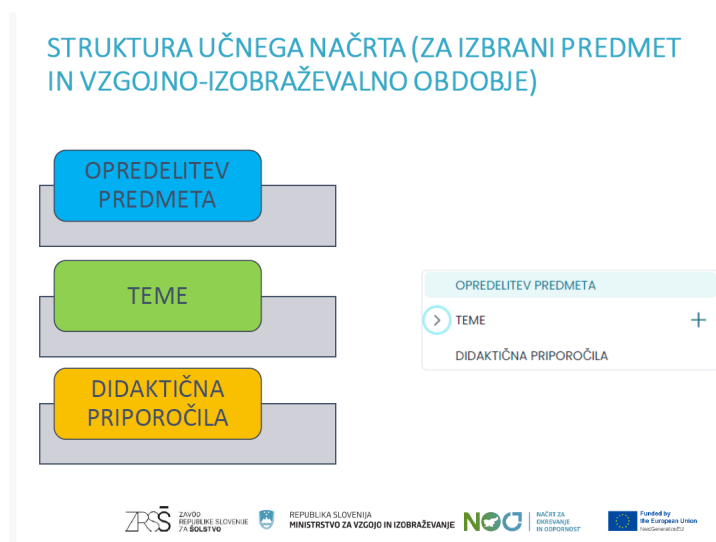 STRUKTURA UČNEGA NAČRTA (ZA IZBRANI PREDMET
IN VZGOJNO-IZOBRAŽEVALNO OBDOBJE)
OPREDELITEV
PREDMETA
TEME
DIDAKTIČNA
PRIPOROČILA
OPREDELITEV PREDMETA
TEME
DIDAKTIČNA PRIPOROČILA
ZRSŠ
ZAVOD
REPUBLIKE SLOVENIJE
ZA ŠOLSTVO
REPUBLIKA SLOVENIJA
MINISTRSTVO ZA VZGOJO IN IZOBRAŽEVANJE
NOO
NAČRT ZA
OKREVANJE
IN ODPORNOST
Funded by
the European Union
NextGenerationEU